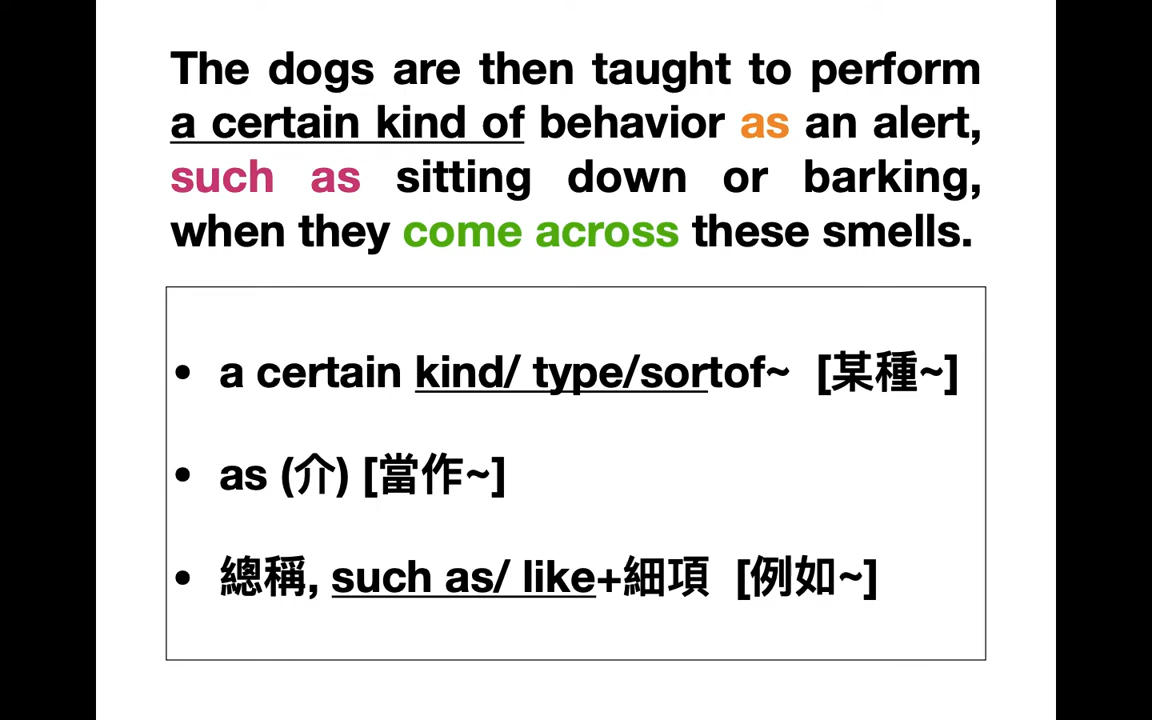 The dogs are then taught to perform
a certain kind of behavior as an alert,
such as sitting down or barking,
when they come across these smells.
• a certain kind/ type/sortof~ [某種~]
• as (介) [當作~]
• 總稱, such as/ like+細項 [例如~]